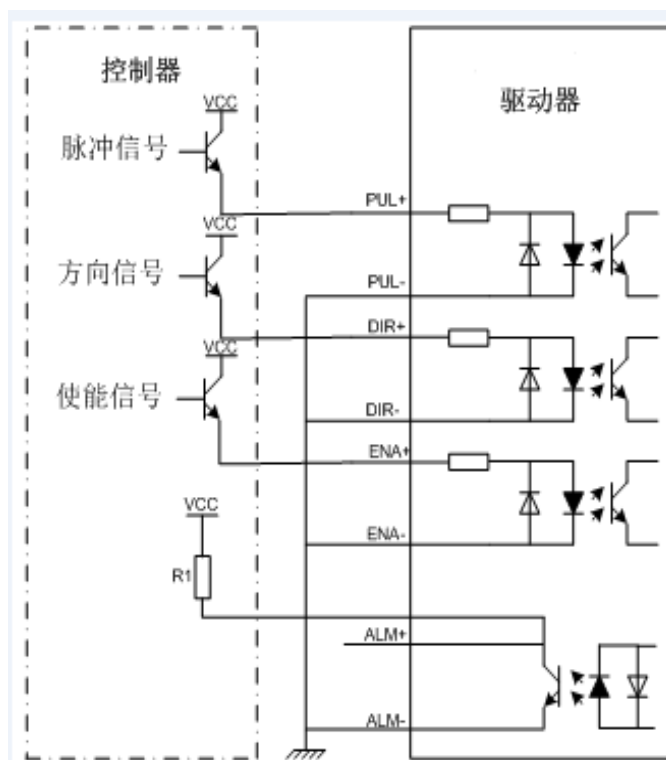 控制器
驱动器
VCC
脉冲信号
PUL+
VCC
方向信号
PUL-
DIR+
VCC
使能信号
DIR-
ENA+
VCC
ENA-
R1
ALM+
ALM-